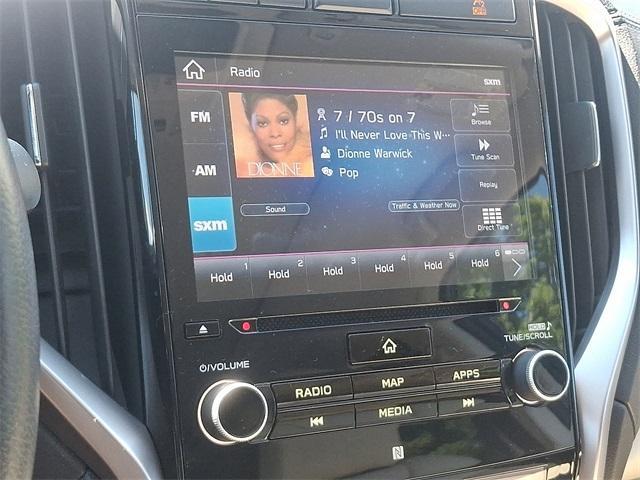 OFF
Radio
sxm
FM
AM
sxm
DIONNE
7 / 70s on 7
I'll Never Love This W...
Dionne Warwick
Pop
Browse
Tune Scan
Replay
Direct Tune
Sound
Traffic & Weather Now
Hold 1
Hold 2
Hold 3
Hold 4
Hold 5
Hold 6
HOLD
TUNE/SCROLL
VOLUME
RADIO
MAP
APPS
MEDIA
N